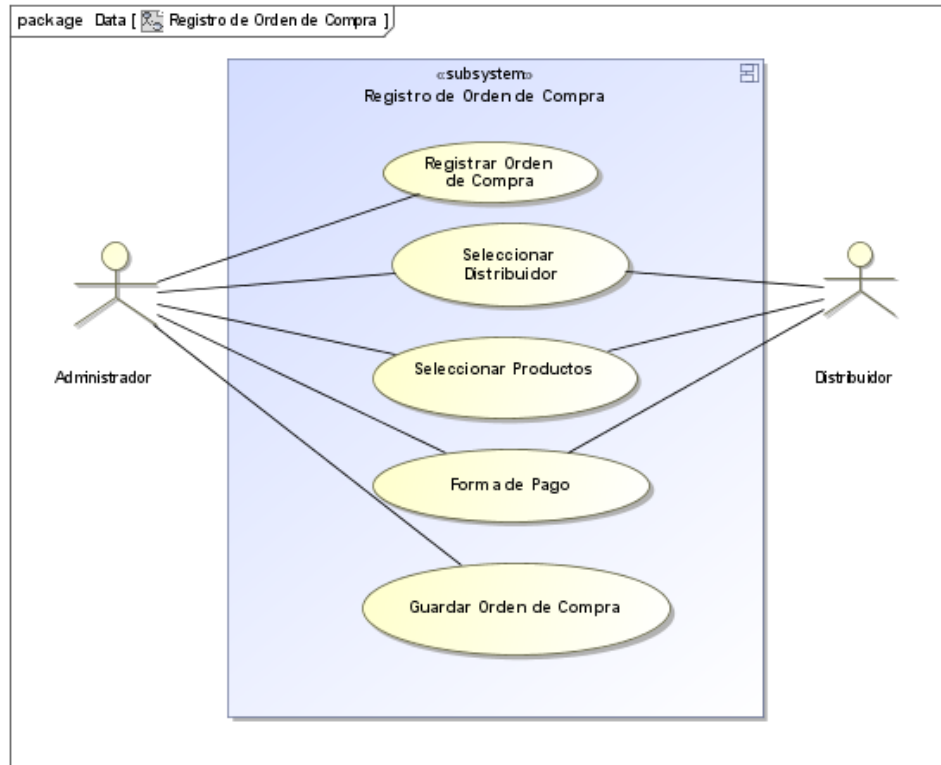 package Data [ Registro de Orden de Compra ]
«subsystem»
Registro de Orden de Compra
Registrar Orden
de Compra
Seleccionar
Distribuidor
Seleccionar Productos
Administrador
Distribuidor
Forma de Pago
Guardar Orden de Compra